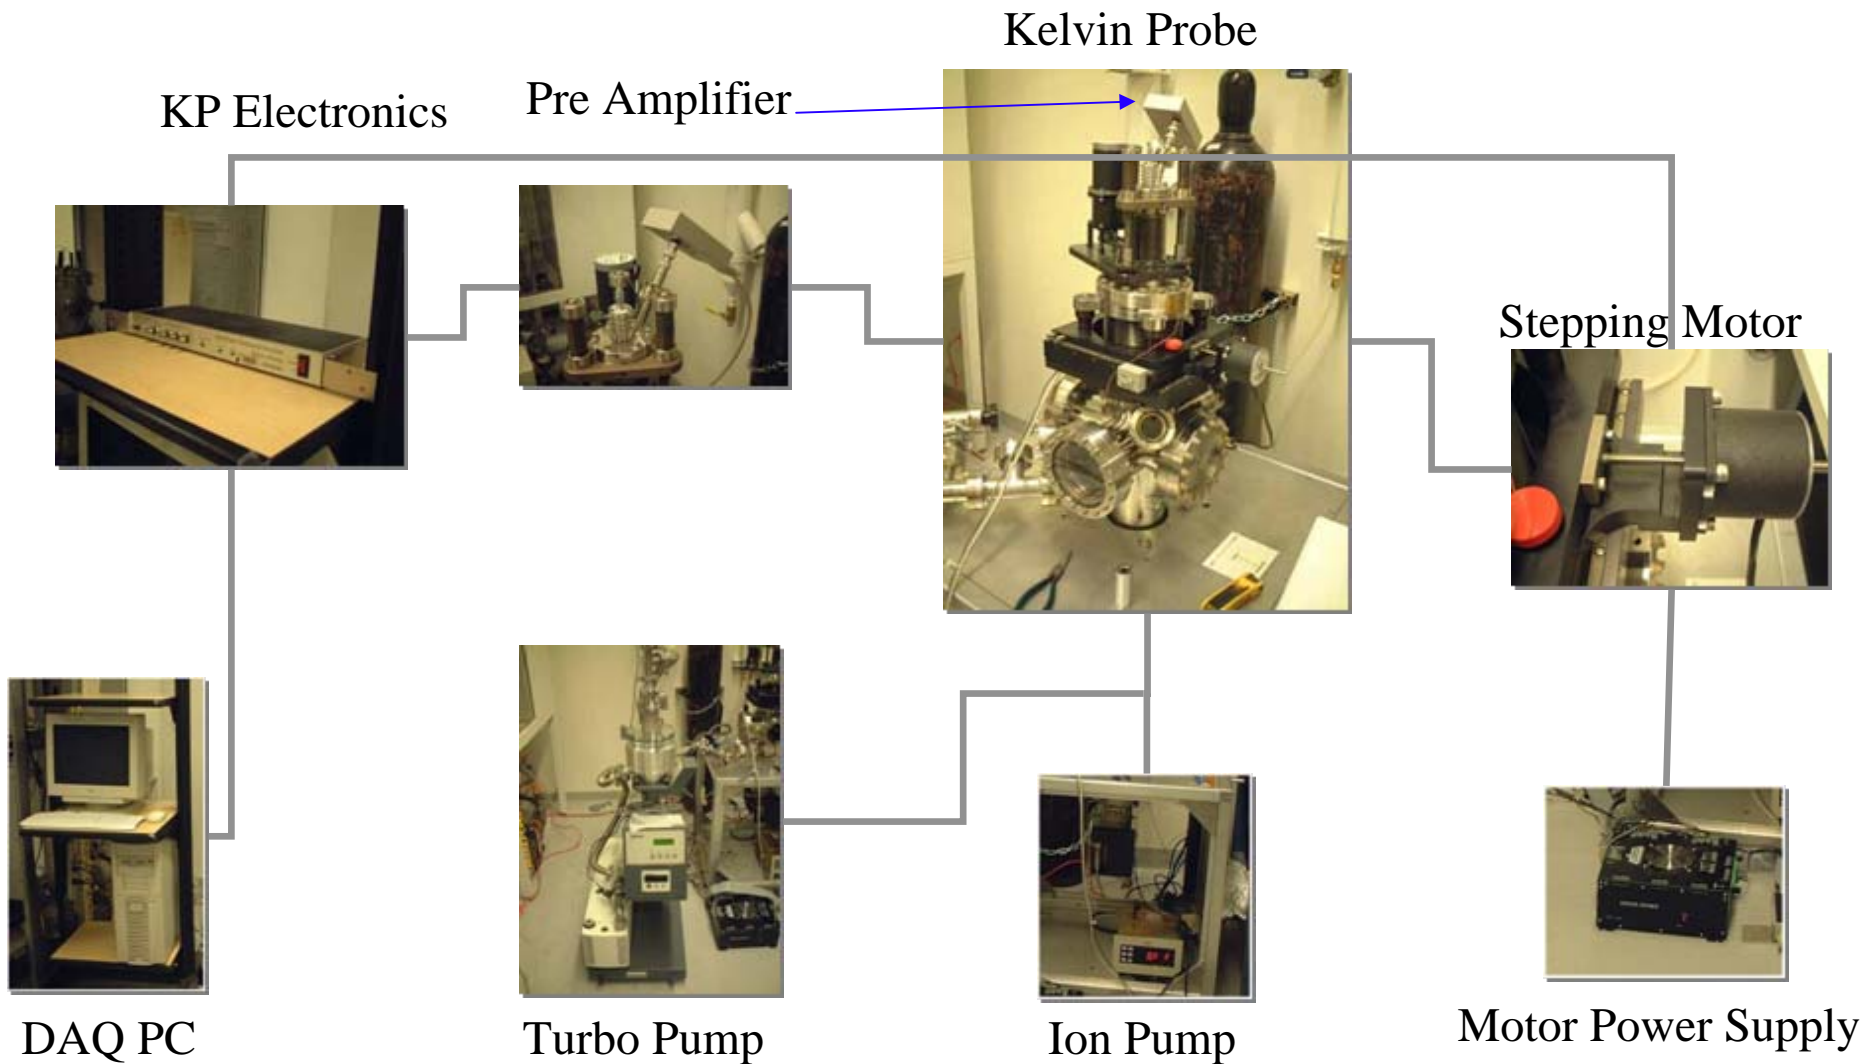 Kelvin Probe
KP Electronics
Pre Amplifier
Stepping Motor
DAQ PC
Turbo Pump
Ion Pump
Motor Power Supply